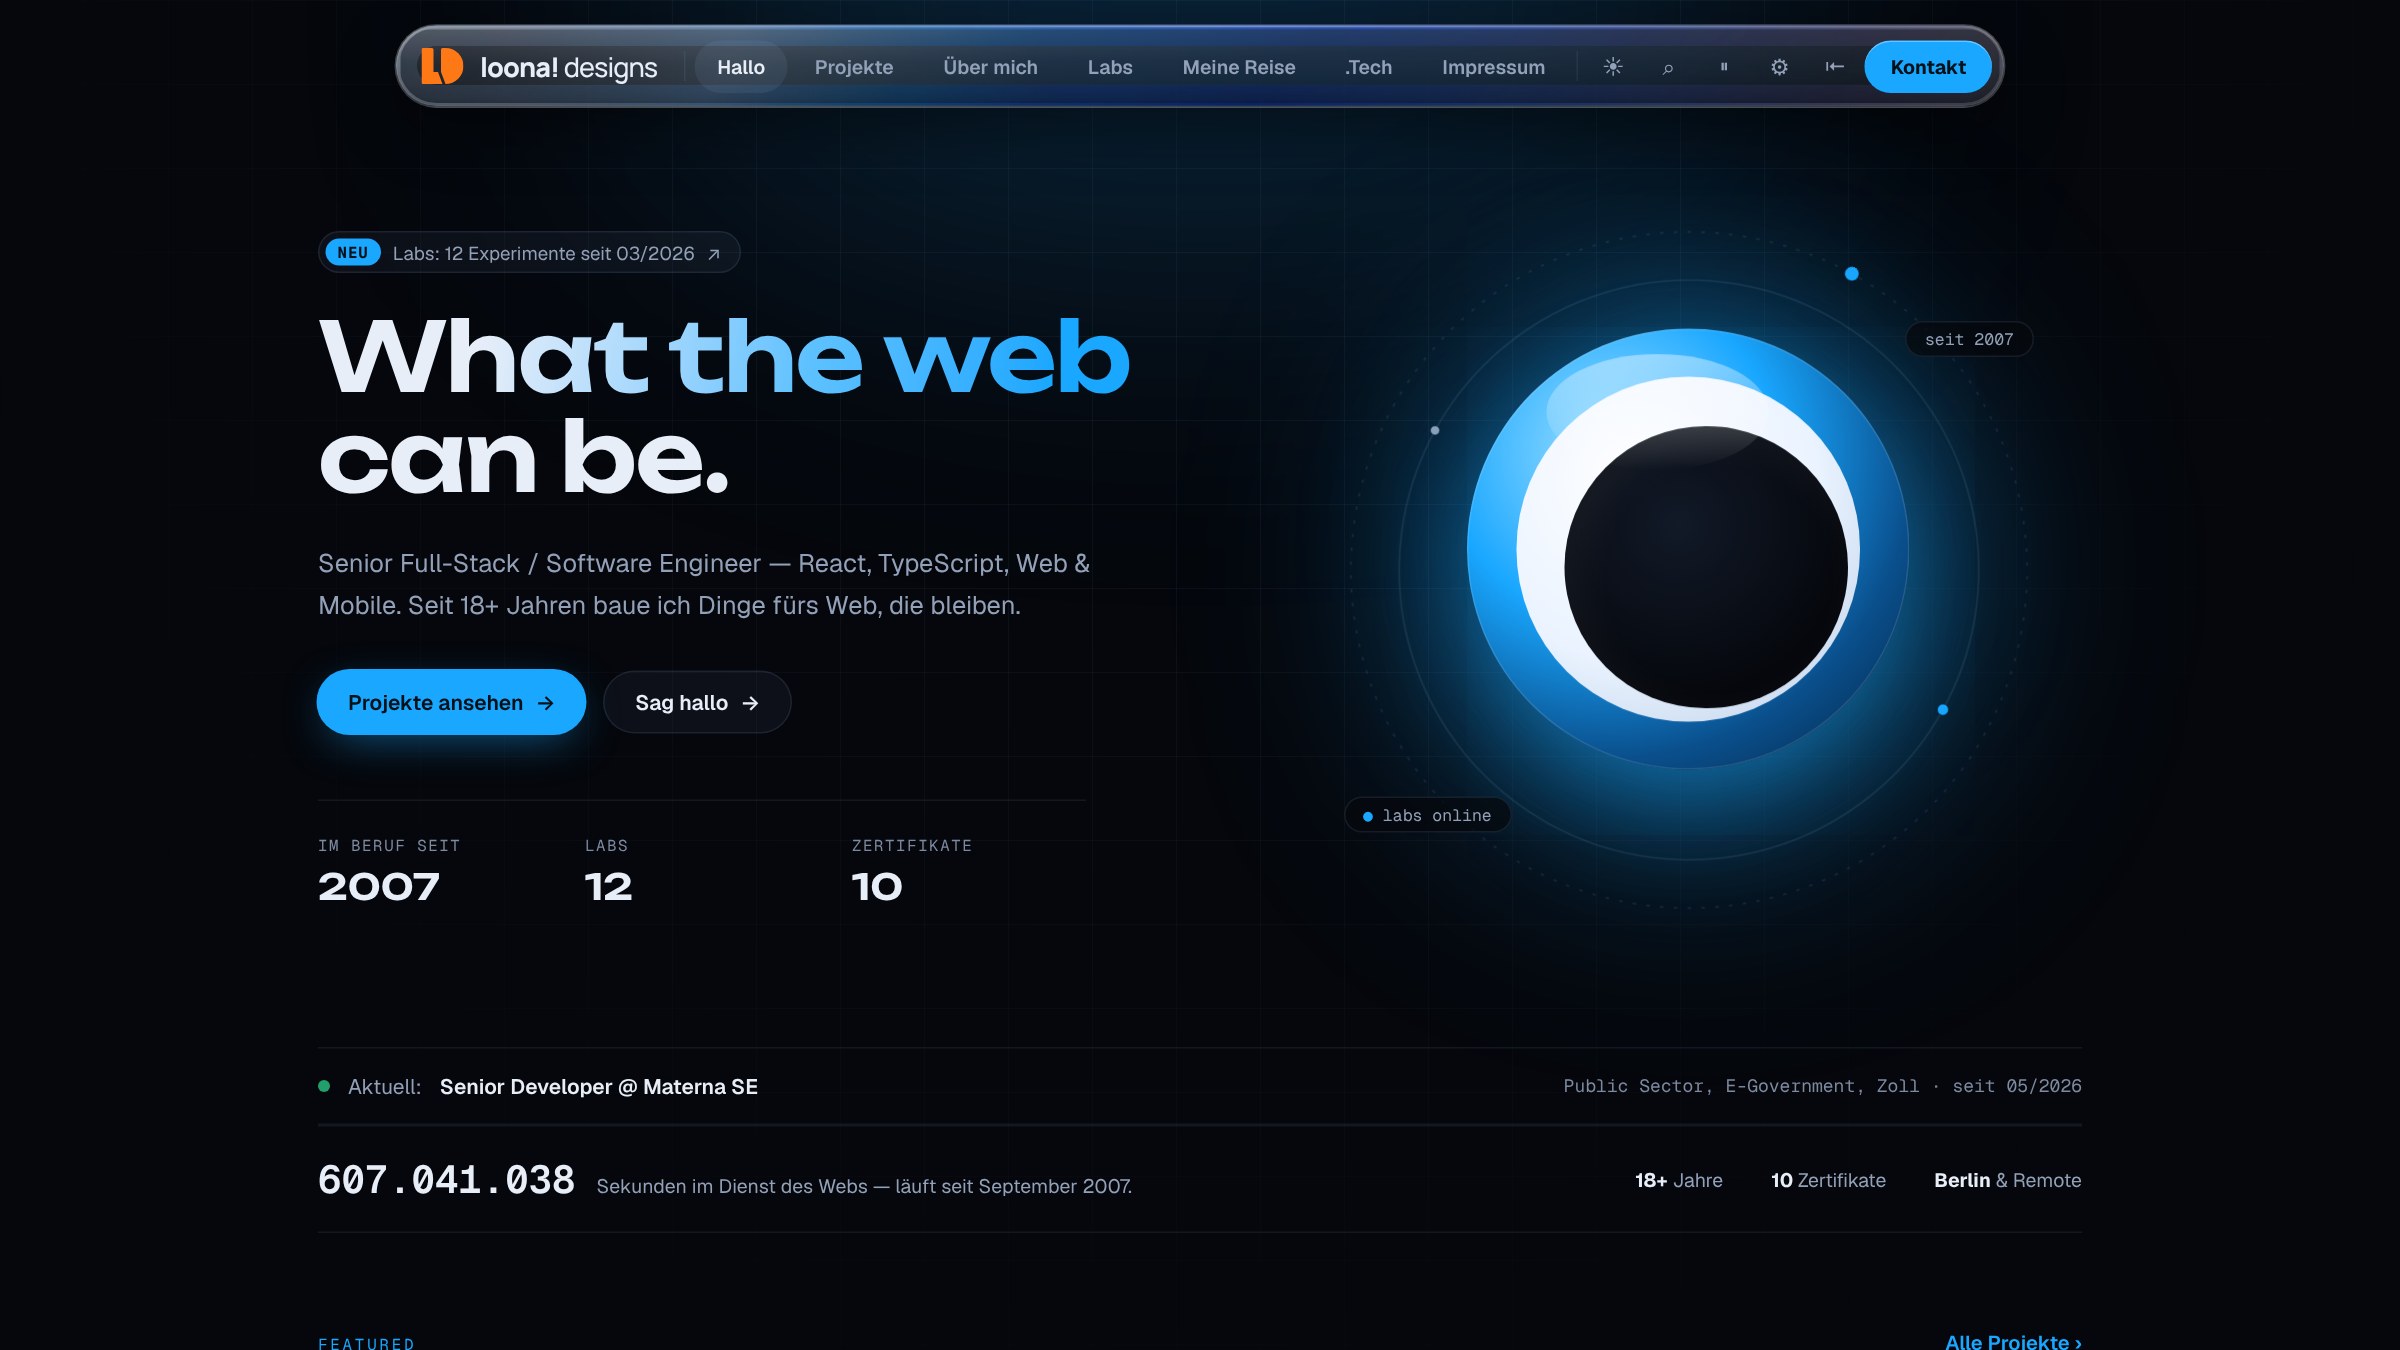 loona! designs Hallo Projekte Über mich Labs Meine Reise .Tech Impressum Kontakt
NEU Labs: 12 Experimente seit 03/2026 ↗
What the web
can be.
Senior Full-Stack / Software Engineer — React, TypeScript, Web &
Mobile. Seit 18+ Jahren baue ich Dinge fürs Web, die bleiben.
Projekte ansehen → Sag hallo →
IM BERUF SEIT LABS ZERTIFIKATE
2007 12 10
seit 2007
labs online
Aktuell: Senior Developer @ Materna SE Public Sector, E-Government, Zoll · seit 05/2026
607.041.038 Sekunden im Dienst des Webs — läuft seit September 2007. 18+ Jahre 10 Zertifikate Berlin & Remote
FEATURED Alle Projekte ›